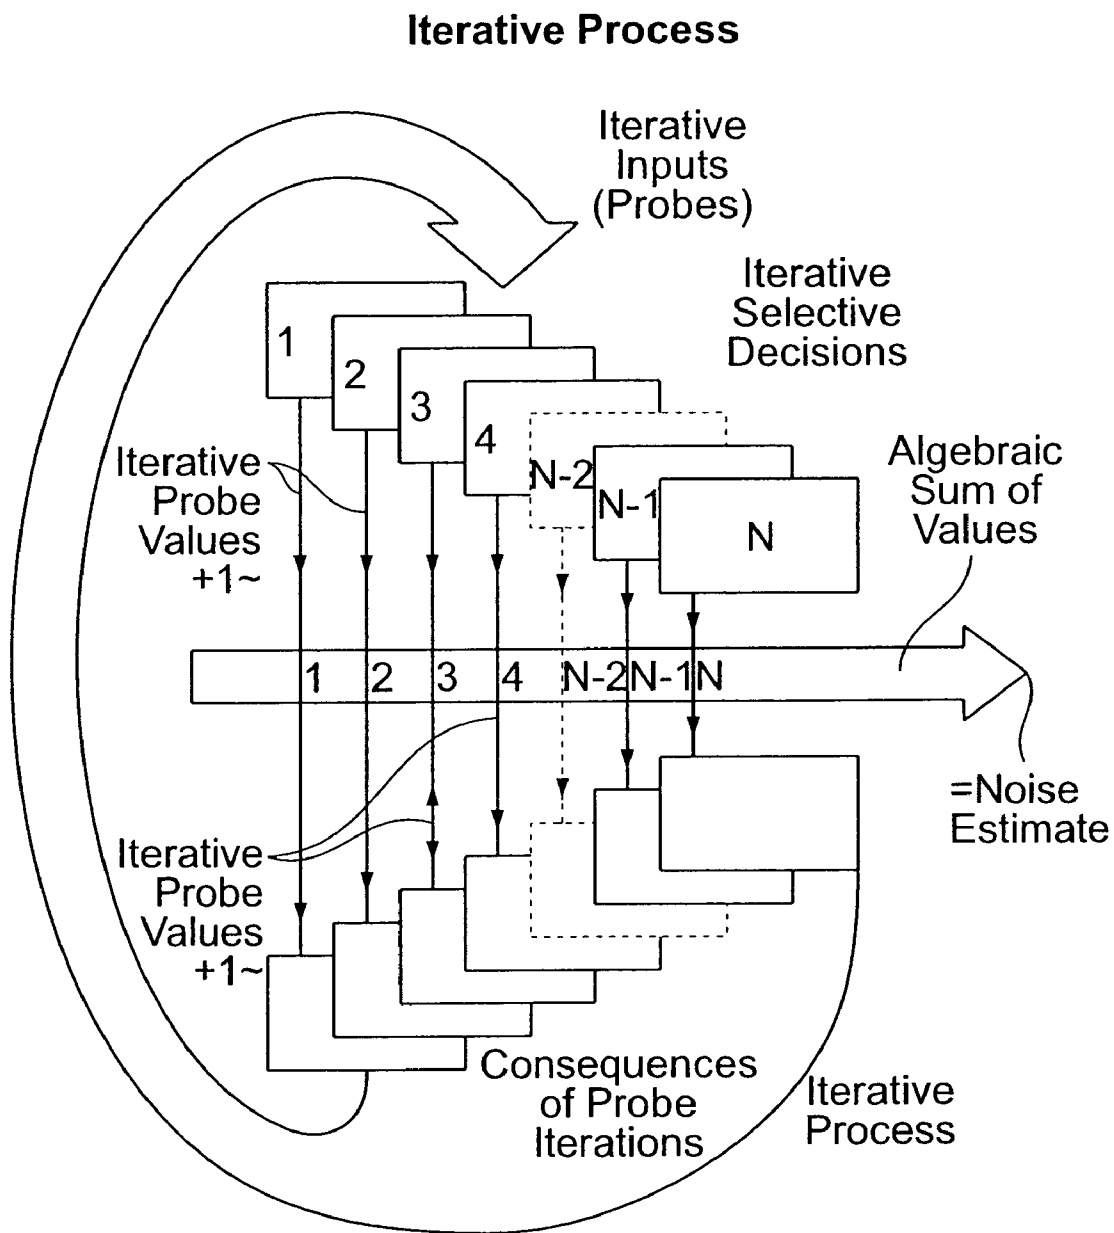 Iterative Process
Iterative
Inputs
(Probes)
Iterative
Selective
Decisions
1
2
3
4
N-2
N-1
N
Algebraic
Sum of
Values
Iterative
Probe
Values
+1~
1
2
3
4
N-2
N-1
N
=Noise
Estimate
Iterative
Probe
Values
+1~
Consequences
of Probe
Iterations
Iterative
Process